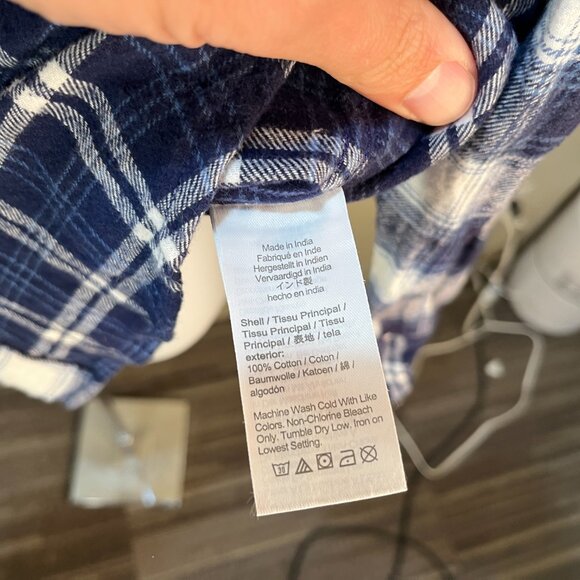 Made in India
Fabriqué en Inde
Hergestellt in Indien
Vervaardigd in India
インド製
hecho en india
Shell / Tissu Principal /
Tissu Principal / Tissu
Principal / 表地 / tela
exterior:
100% Cotton / Coton /
Baumwolle / Katoen / 綿 /
algodón
Machine Wash Cold With Like
Colors. Non-Chlorine Bleach
Only. Tumble Dry Low, Iron on
Lowest Setting.
30